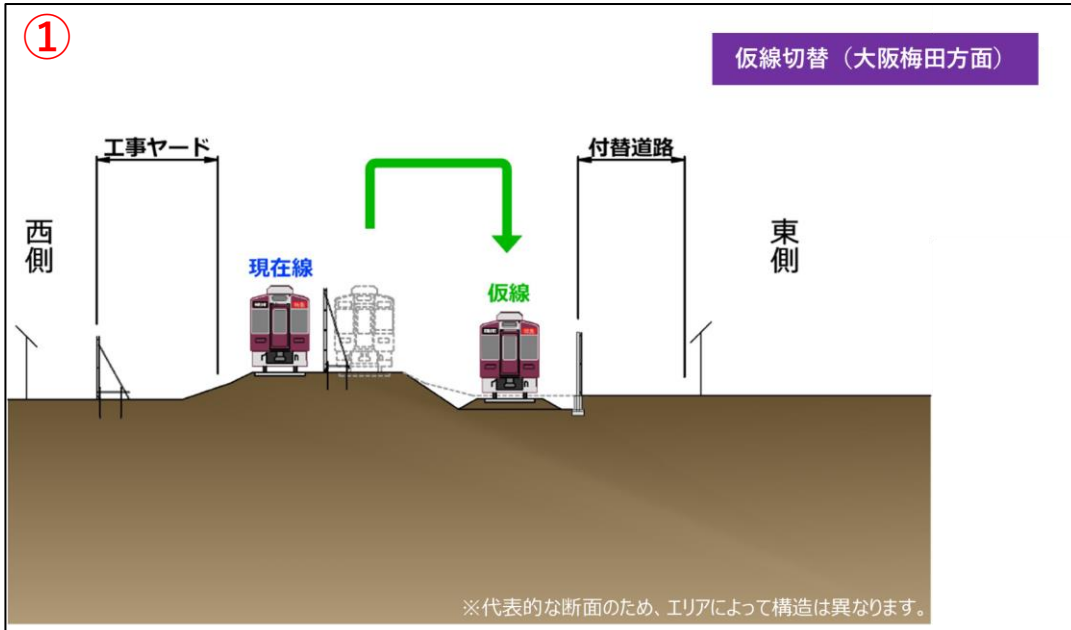 ①
仮線切替（大阪梅田方面）
工事ヤード
付替道路
西側
東側
現在線
仮線
※代表的な断面のため、エリアによって構造は異なります。